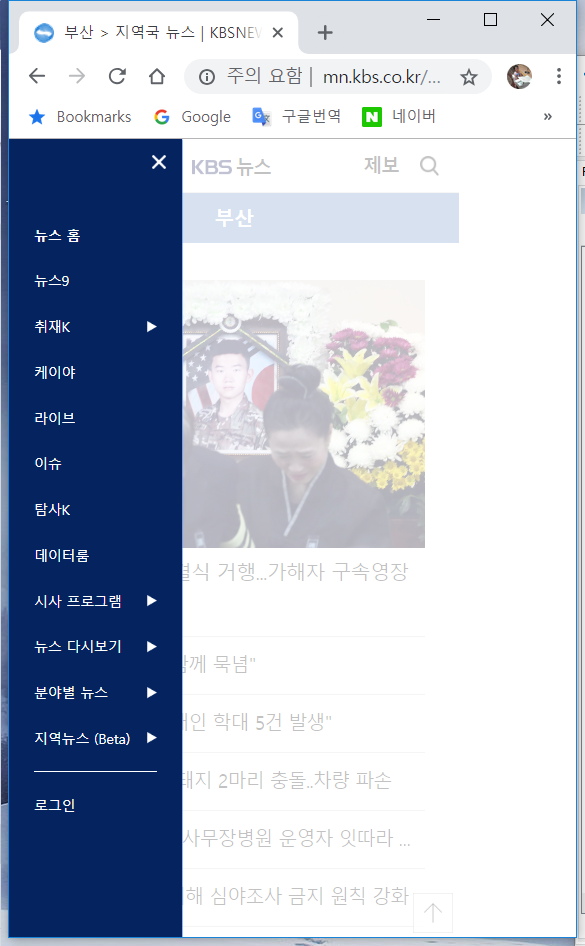 부산 > 지역국 뉴스 | KBSNEW
주의 요함 | mn.kbs.co.kr/...
Bookmarks Google 구글번역 네이버 »
KBS 뉴스 제보
부산
뉴스 홈
뉴스9
취재K
케이야
라이브
이슈
탐사K
데이터룸
시사 프로그램
뉴스 다시보기
분야별 뉴스
지역뉴스 (Beta)
로그인
결식 거행...가해자 구속영장
함께 묵념"
애인 학대 5건 발생"
돼지 2마리 충돌..차량 파손
사무장병원 운영자 잇따라 ...
해 심야조사 금지 원칙 강화